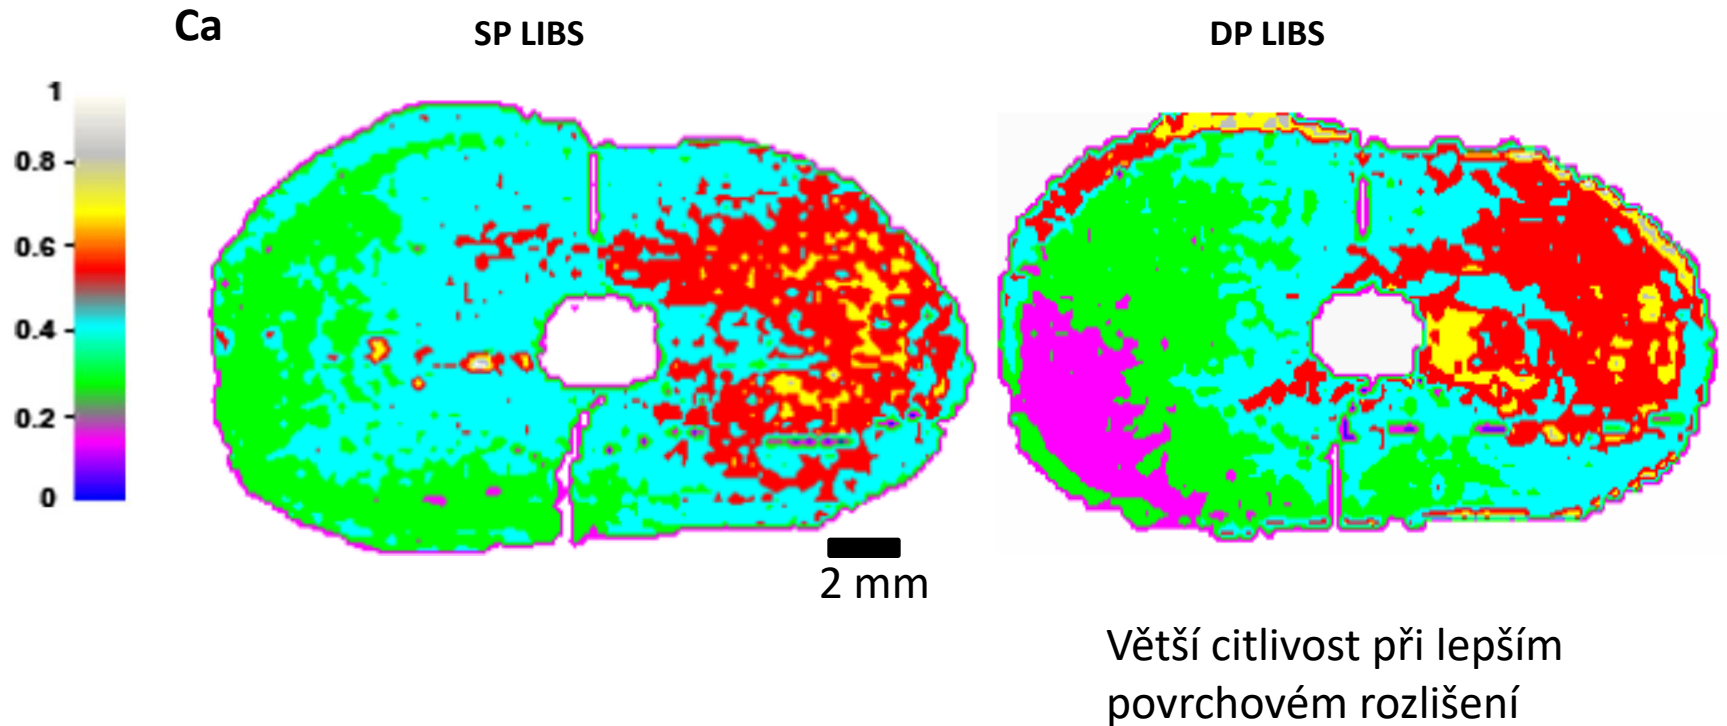 Ca
SP LIBS
DP LIBS
1
0.8
0.6
0.4
0.2
0
2 mm
Větší citlivost při lepším
povrchovém rozlišení